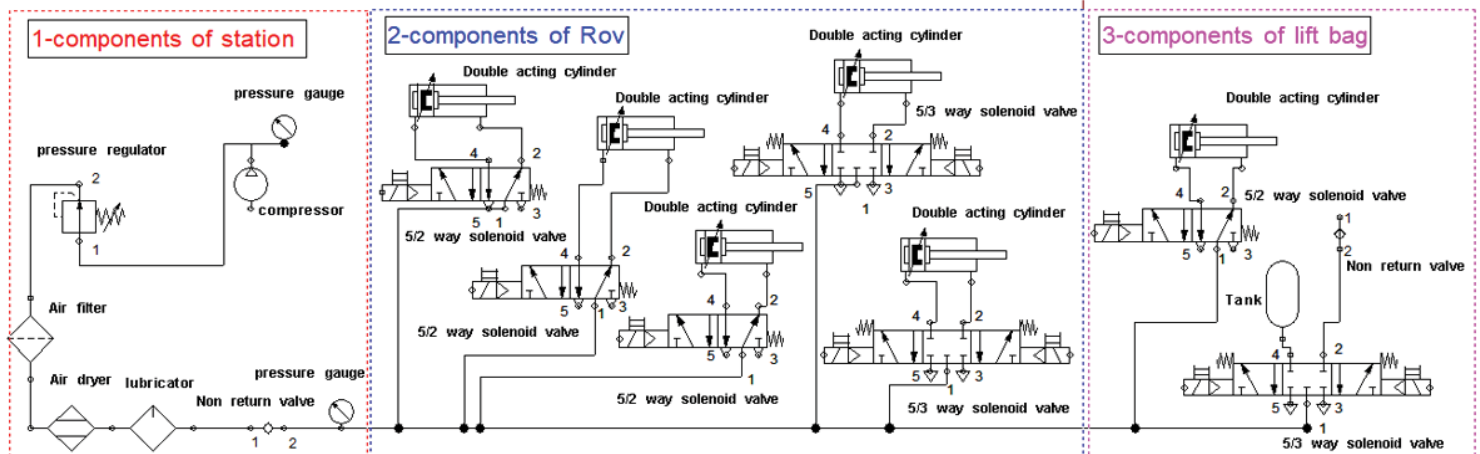 1-components of station
pressure gauge
pressure regulator
2
compressor
1
Air filter
Air dryer
lubricator
Non return valve
pressure gauge
1
2
2-components of Rov
Double acting cylinder
4
2
5
1
3
5/2 way solenoid valve
Double acting cylinder
4
2
5
1
3
5/2 way solenoid valve
Double acting cylinder
4
2
5
3
1
5/2 way solenoid valve
Double acting cylinder
5/3 way solenoid valve
4
2
5
3
1
Double acting cylinder
4
2
5
1
3
5/3 way solenoid valve
3-components of lift bag
Double acting cylinder
4
2
5/2 way solenoid valve
5
1
3
1
2
Non return valve
Tank
4
2
5
3
1
5/3 way solenoid valve